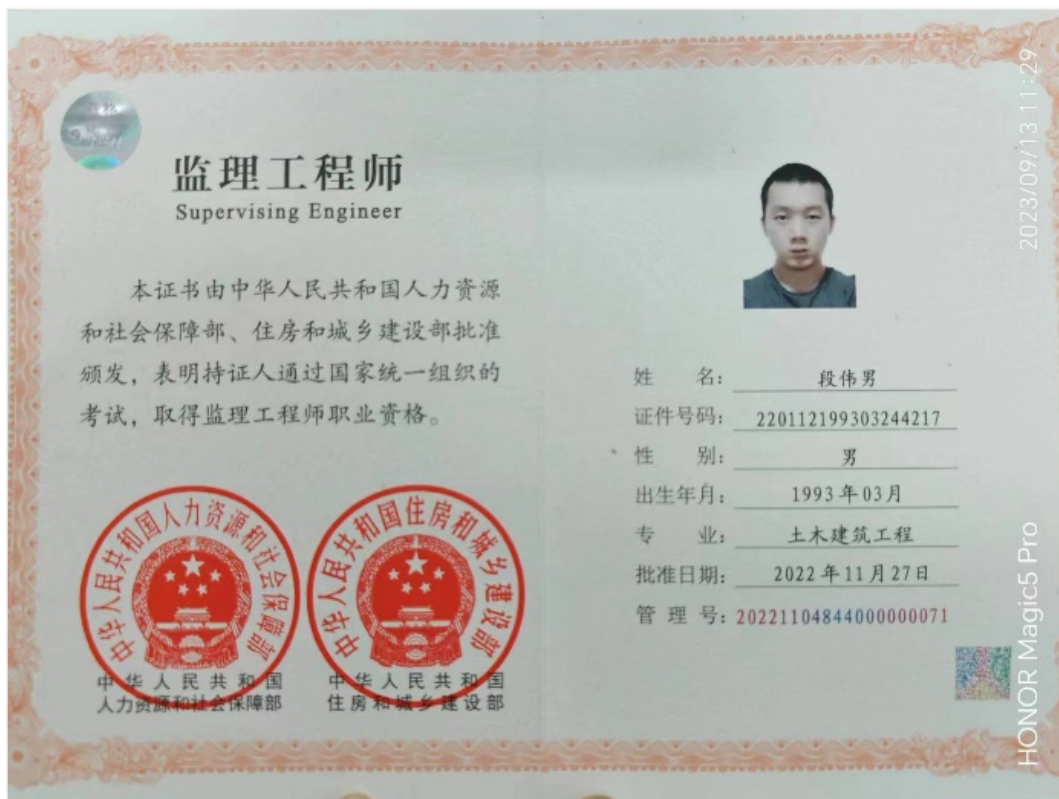 监理工程师
Supervising Engineer
本证书由中华人民共和国人力资源
和社会保障部、住房和城乡建设部批准
颁发，表明持证人通过国家统一组织的
考试，取得监理工程师职业资格。
中华人民共和国人力资源和社会保障部
中华人民共和国住房和城乡建设部
中华人民共和国
人力资源和社会保障部
中华人民共和国
住房和城乡建设部
姓名：段伟男
证件号码：220112199303244217
性别：男
出生年月：1993年03月
专业：土木建筑工程
批准日期：2022年11月27日
管理号：20221104844000000071
2023/09/13 11:29
HONOR Magic5 Pro